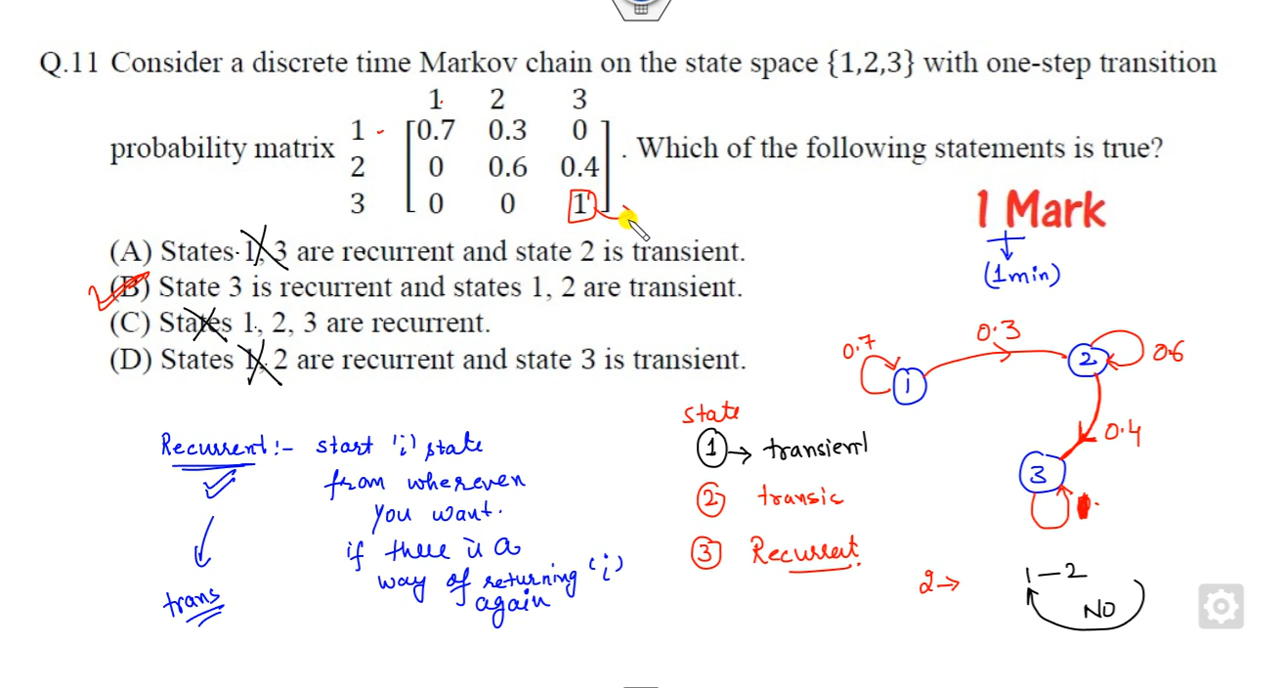 Q.11 Consider a discrete time Markov chain on the state space {1,2,3} with one-step transition
1 2 3
probability matrix
1 [0.7 0.3 0
2 0 0.6 0.4
3 0 0 1]
. Which of the following statements is true?
1 Mark
(1min)
(A) States 1, 3 are recurrent and state 2 is transient.
(B) State 3 is recurrent and states 1, 2 are transient.
(C) States 1, 2, 3 are recurrent.
(D) States 1, 2 are recurrent and state 3 is transient.
0.7
1
0.3
2
0.6
0.4
3
Recurrent :- start 'i' state
from wherever
you want.
if there is a
way of returning 'i'
again
trans
State
1 → transient
2 transic
3 Recurrent
2 →
1 - 2
NO